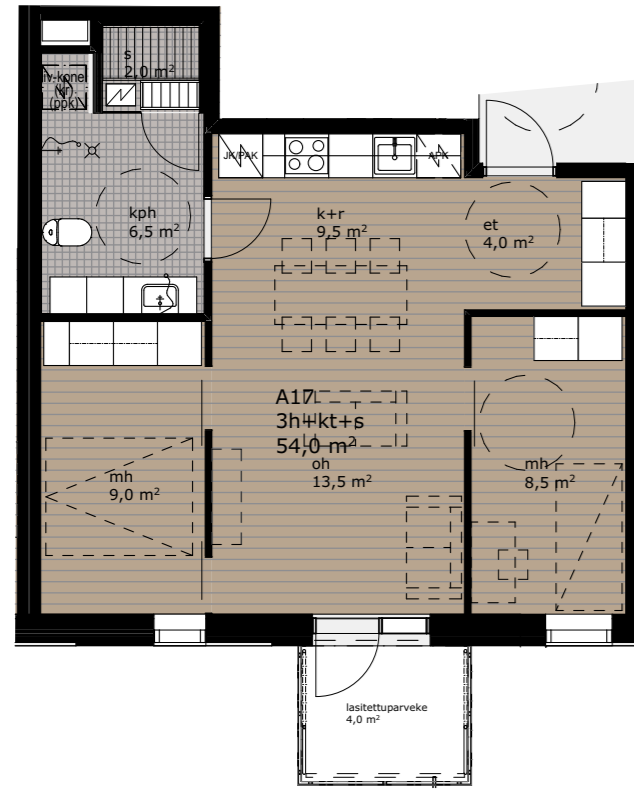 s
2,0 m²
iv-kone
(kr)
(ppk)
JK/PAK
APK
kph
6,5 m²
k+r
9,5 m²
et
4,0 m²
A17
3h+kt+s
54,0 m²
oh
13,5 m²
mh
9,0 m²
mh
8,5 m²
lasitettuparveke
4,0 m²